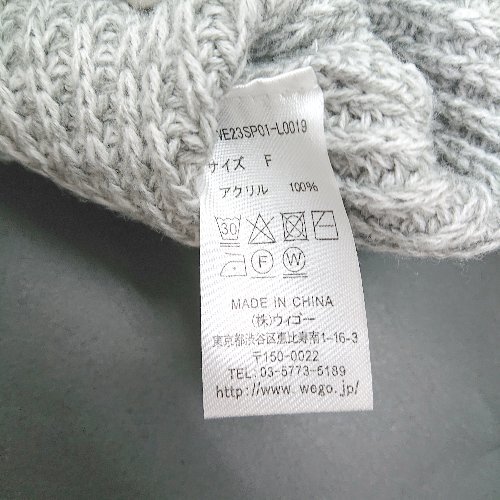 WE23SP01-L0019
サイズ F
アクリル 100%
30
F W
MADE IN CHINA
(株)ウィゴー
東京都渋谷区恵比寿南1-16-3
〒150-0022
TEL: 03-5773-5189
http://www.wego.jp/